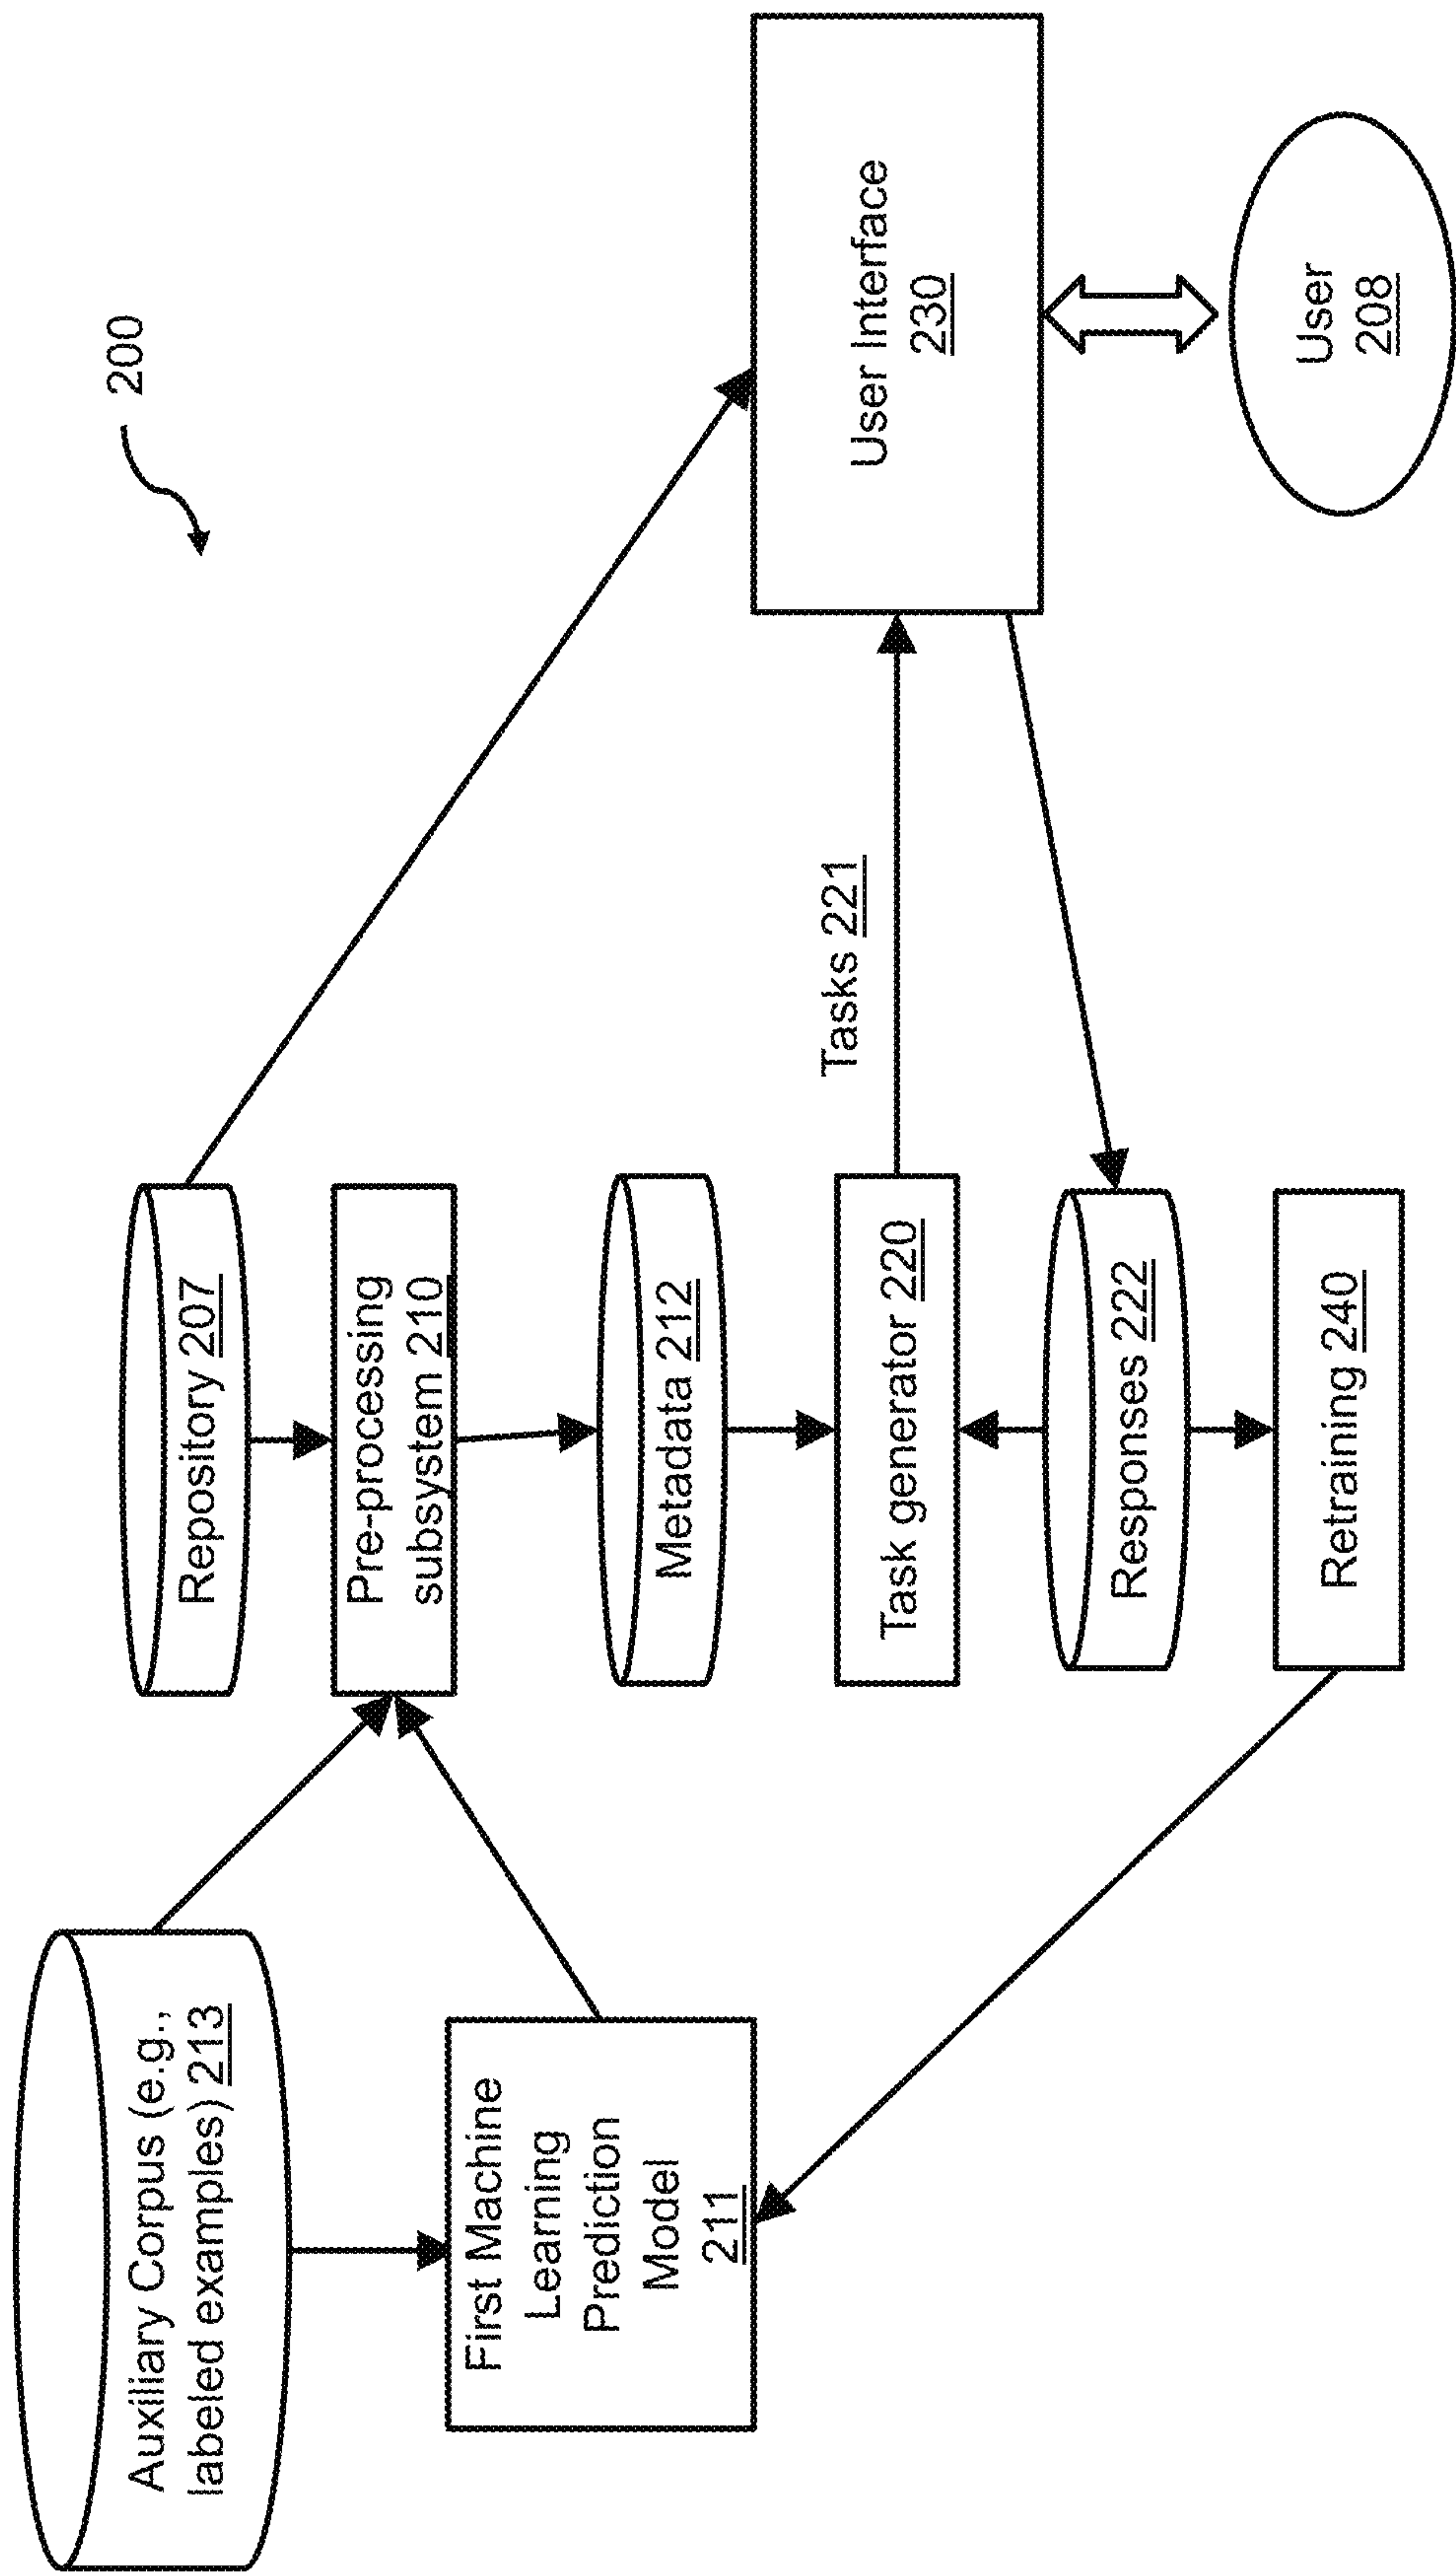 200
Auxiliary Corpus (e.g.,
labeled examples) 213
First Machine
Learning
Prediction
Model
211
Repository 207
Pre-processing
subsystem 210
Metadata 212
Task generator 220
Responses 222
Retraining 240
Tasks 221
User Interface
230
User
208